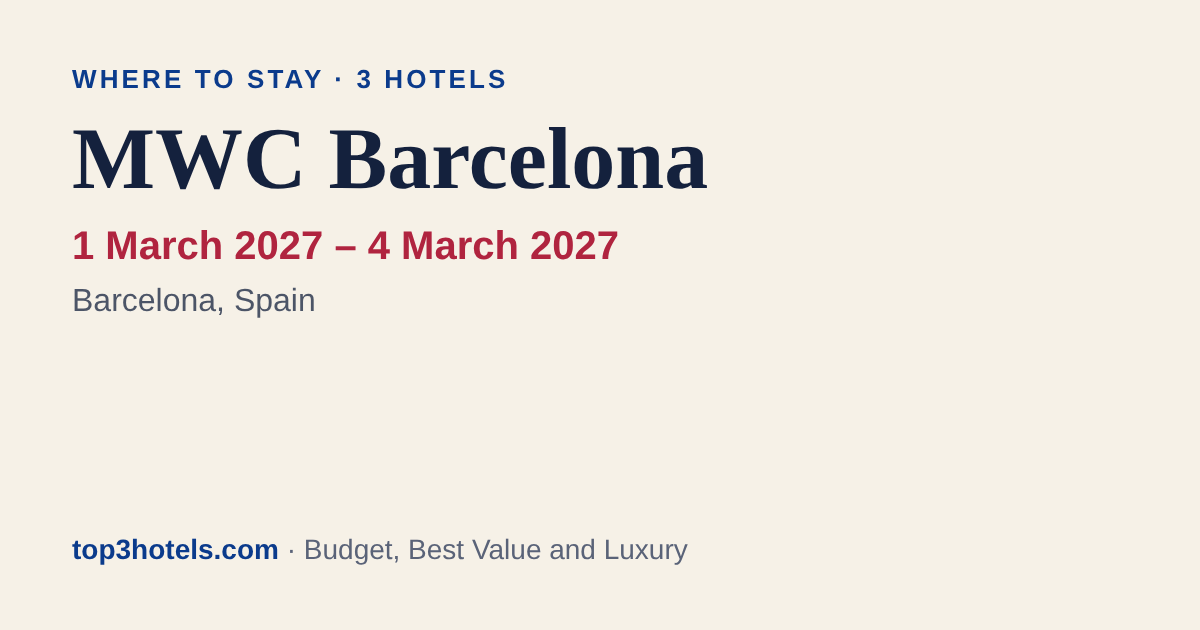 WHERE TO STAY · 3 HOTELS
MWC Barcelona
1 March 2027 – 4 March 2027
Barcelona, Spain
top3hotels.com · Budget, Best Value and Luxury